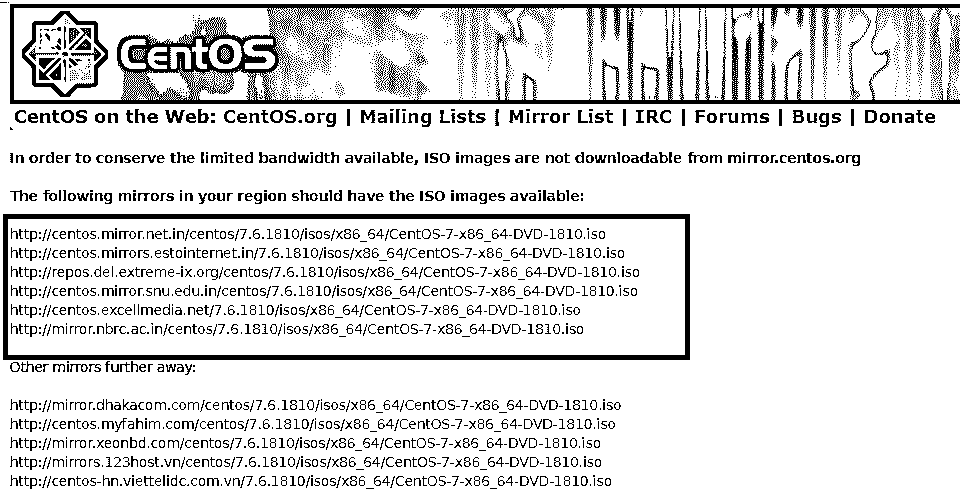 CentOS
CentOS on the Web: CentOS.org | Mailing Lists | Mirror List | IRC | Forums | Bugs | Donate
In order to conserve the limited bandwidth available, ISO images are not downloadable from mirror.centos.org
The following mirrors in your region should have the ISO images available:
http://centos.mirror.net.in/centos/7.6.1810/isos/x86_64/CentOS-7-x86_64-DVD-1810.iso
http://centos.mirrors.estointernet.in/7.6.1810/isos/x86_64/CentOS-7-x86_64-DVD-1810.iso
http://repos.del.extreme-ix.org/centos/7.6.1810/isos/x86_64/CentOS-7-x86_64-DVD-1810.iso
http://centos.mirror.snu.edu.in/centos/7.6.1810/isos/x86_64/CentOS-7-x86_64-DVD-1810.iso
http://centos.excellmedia.net/7.6.1810/isos/x86_64/CentOS-7-x86_64-DVD-1810.iso
http://mirror.nbrc.ac.in/centos/7.6.1810/isos/x86_64/CentOS-7-x86_64-DVD-1810.iso
Other mirrors further away:
http://mirror.dhakacom.com/centos/7.6.1810/isos/x86_64/CentOS-7-x86_64-DVD-1810.iso
http://centos.myfahim.com/centos/7.6.1810/isos/x86_64/CentOS-7-x86_64-DVD-1810.iso
http://mirror.xeonbd.com/centos/7.6.1810/isos/x86_64/CentOS-7-x86_64-DVD-1810.iso
http://mirrors.123host.vn/centos/7.6.1810/isos/x86_64/CentOS-7-x86_64-DVD-1810.iso
http://centos-hn.viettelidc.com.vn/7.6.1810/isos/x86_64/CentOS-7-x86_64-DVD-1810.iso